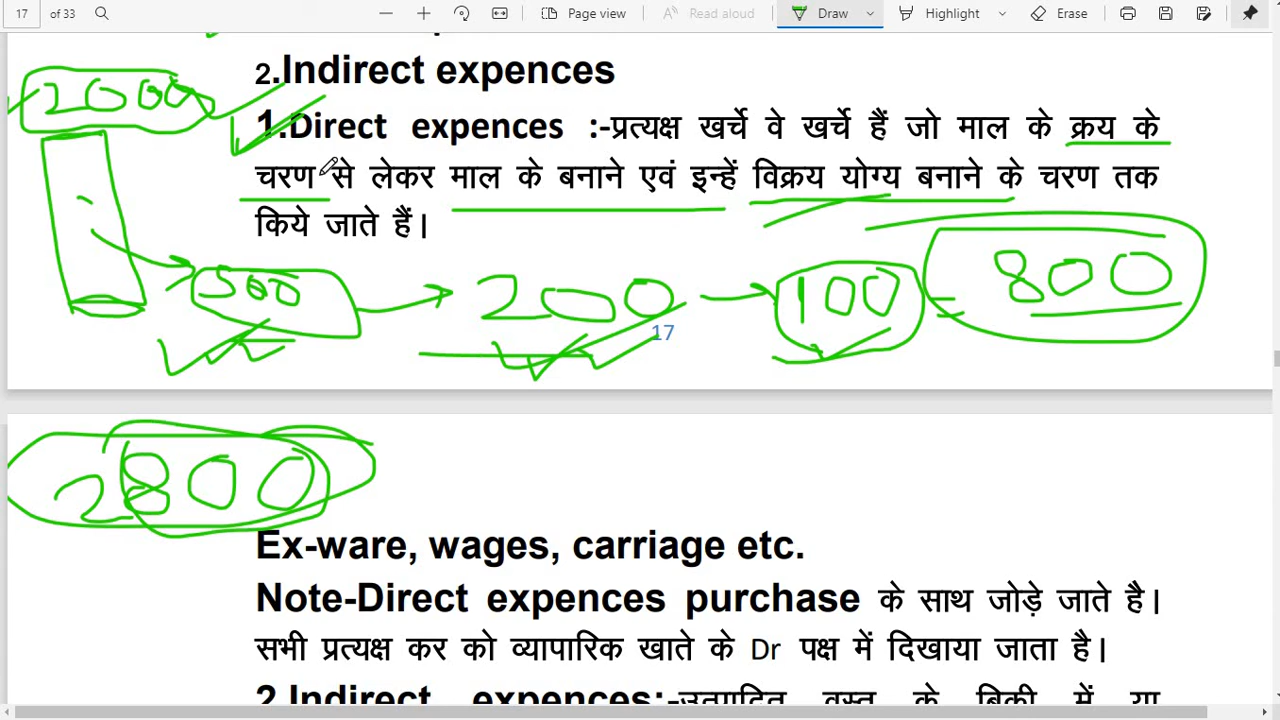 17 of 33 Page view Read aloud Draw Highlight Erase
2.Indirect expences
2000
1.Direct expences :-प्रत्यक्ष खर्चे वे खर्चे हैं जो माल के क्रय के
चरण से लेकर माल के बनाने एवं इन्हें विक्रय योग्य बनाने के चरण तक
किये जाते हैं।
500 200 100 = 800
17
2800
Ex-ware, wages, carriage etc.
Note-Direct expences purchase के साथ जोड़े जाते है।
सभी प्रत्यक्ष कर को व्यापारिक खाते के Dr पक्ष में दिखाया जाता है।
2.Indirect expences:-उत्पादित वस्तु के बिक्री में या